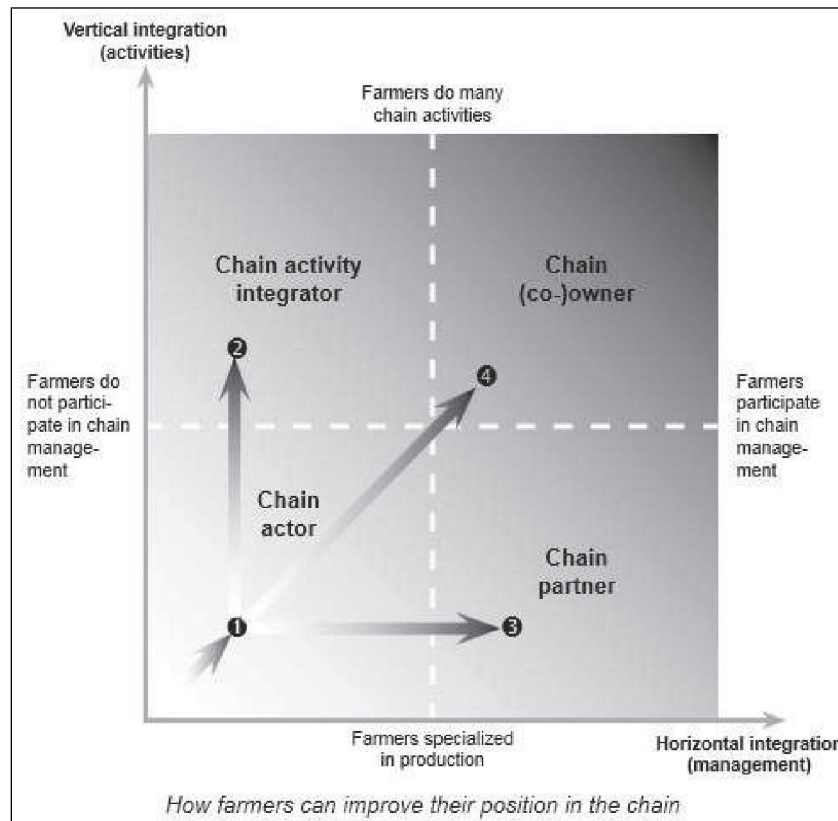 Vertical integration
(activities)
Farmers do many
chain activities
Chain activity
integrator
Chain
(co-)owner
2
4
Farmers do
not partici-
pate in chain
manage-
ment
Farmers
participate
in chain
management
Chain
actor
Chain
partner
1
3
Farmers specialized
in production
Horizontal integration
(management)
How farmers can improve their position in the chain